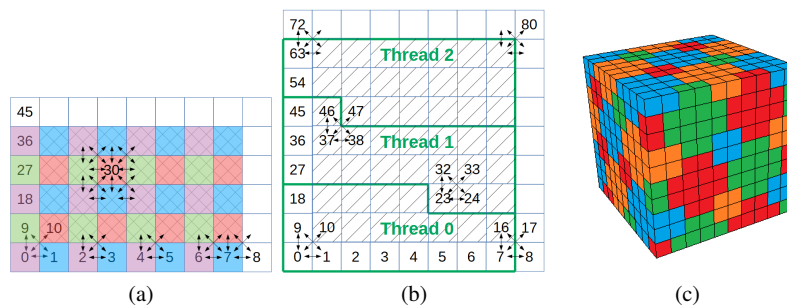 45
36
27
30
18
9 10
0 1 2 3 4 5 6 7 8
(a)
72 80
63 Thread 2
54
45 46 47
36 37 38 Thread 1
27 32 33
18 23 24
9 10 Thread 0 16 17
0 1 2 3 4 5 6 7 8
(b)
(c)